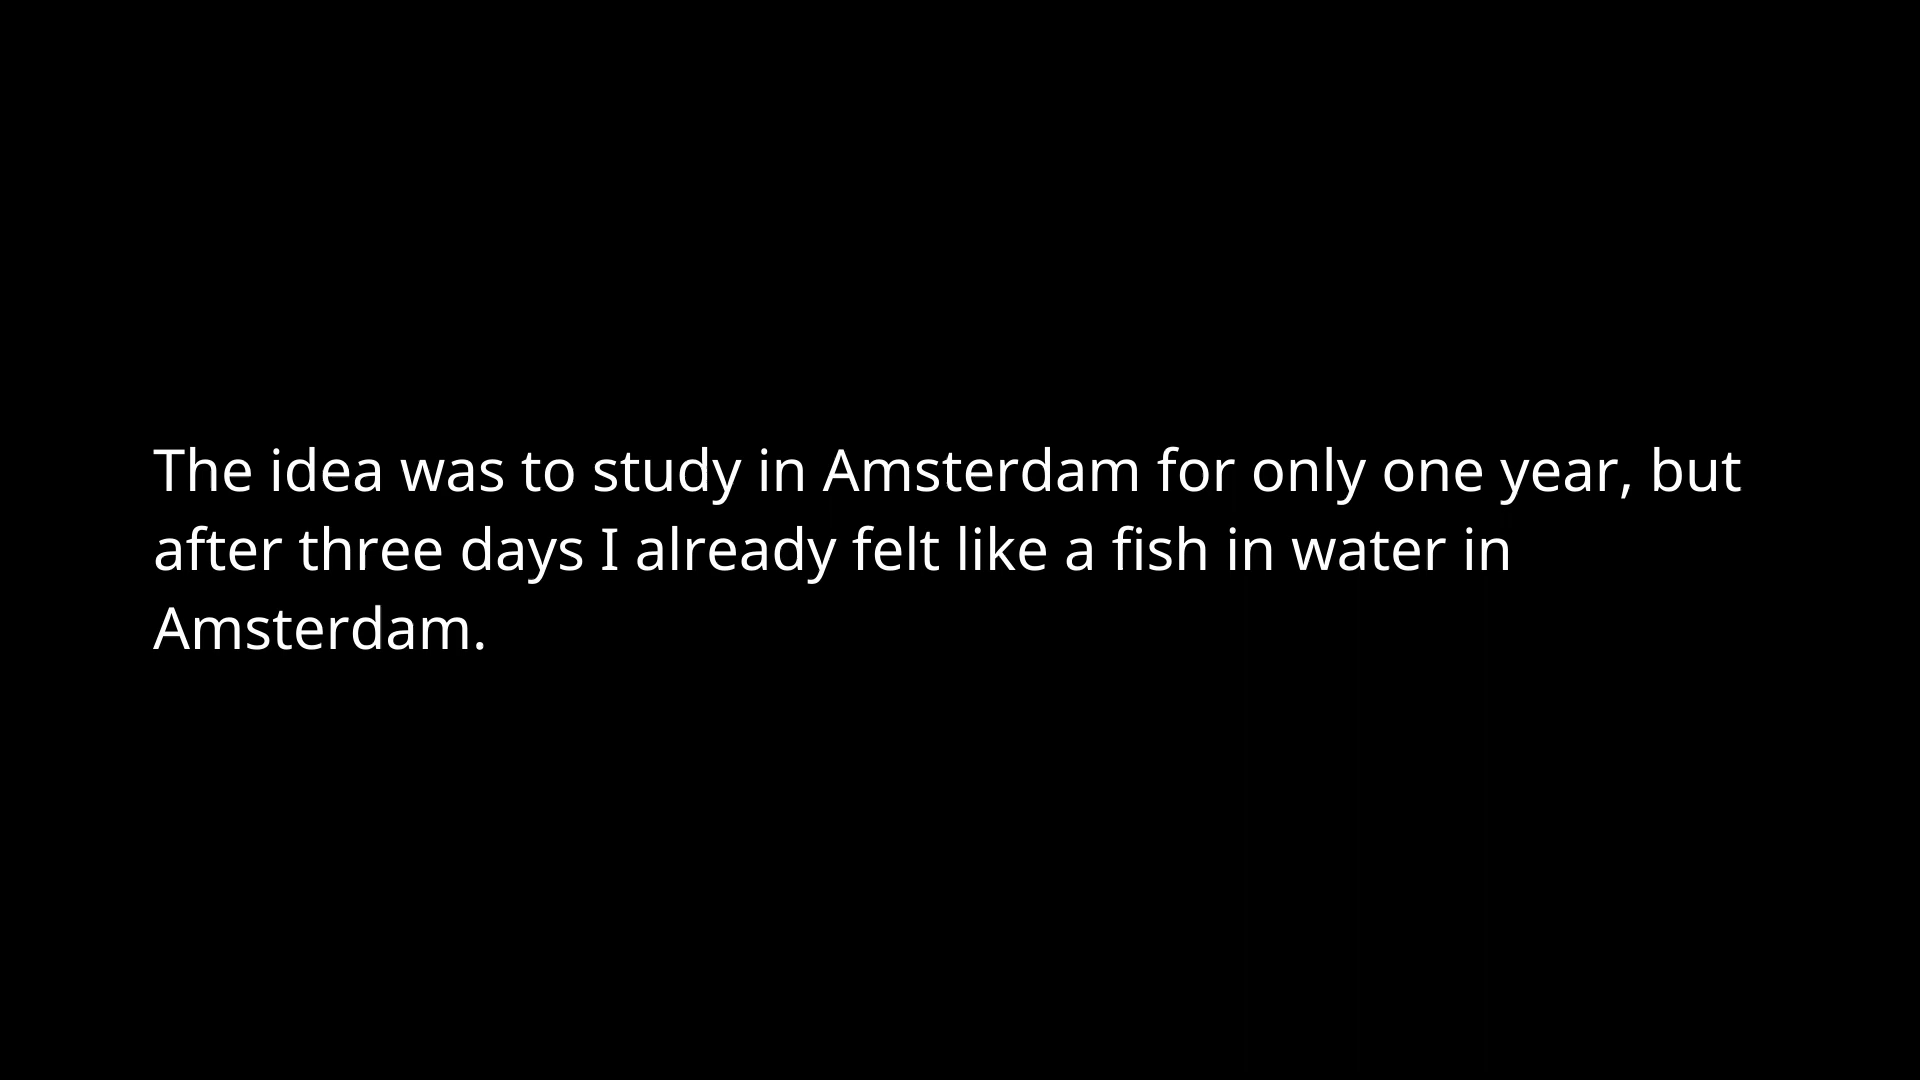 The idea was to study in Amsterdam for only one year, but
after three days I already felt like a fish in water in
Amsterdam.